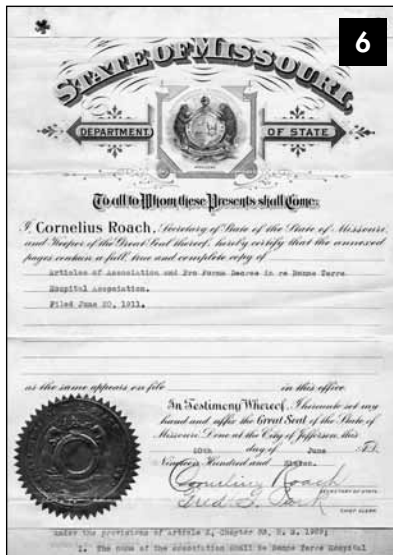 6
STATE OF MISSOURI,
DEPARTMENT OF STATE
To all to Whom these Presents shall Come:
I, Cornelius Roach, Secretary of State of the State of Missouri
and Keeper of the Great Seal thereof, hereby certify that the annexed
pages contain a full, true and complete copy of
Articles of Association and Pro Forma Decree in re Bonne Terre
Hospital Association.
Filed June 20, 1911.
as the same appears on file in this office
In Testimony Whereof, I hereunto set my
hand and affix the Great Seal of the State of
Missouri. Done at the City of Jefferson, this
day of June A.D.
Nineteen Hundred and
Cornelius Roach
SECRETARY OF STATE
CHIEF CLERK
under the provisions of Article X, Chapter 33, R. S. 1909;
1. The name of the association shall be Bonne Terre Hospital